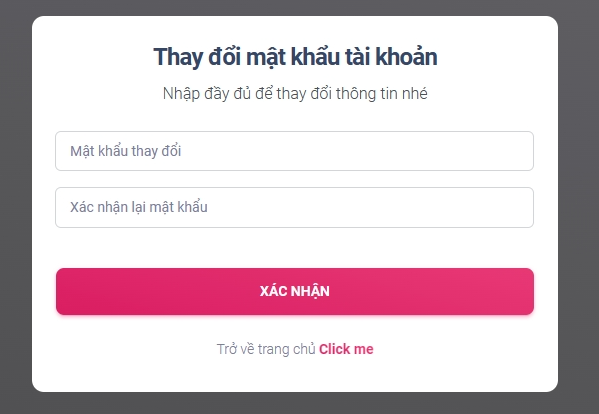 Thay đổi mật khẩu tài khoản
Nhập đầy đủ để thay đổi thông tin nhé
Mật khẩu thay đổi
Xác nhận lại mật khẩu
XÁC NHẬN
Trở về trang chủ Click me